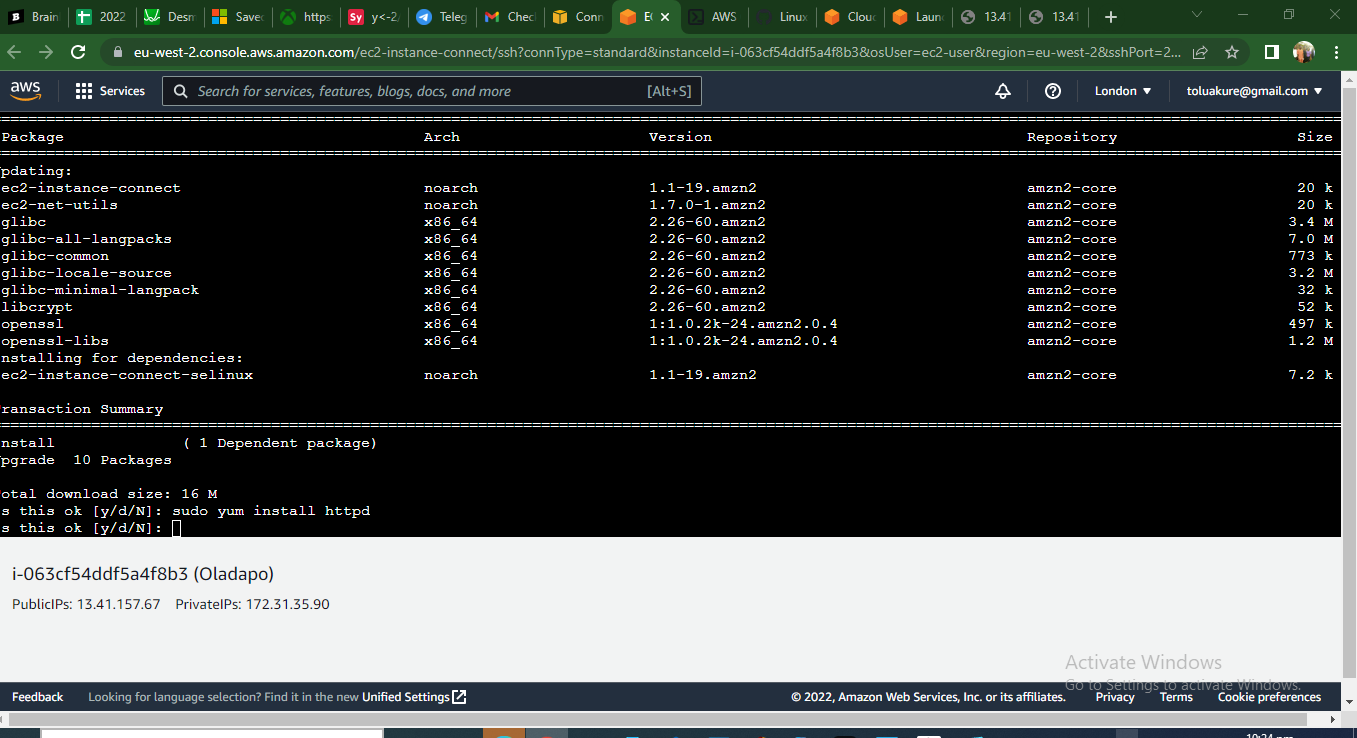 Brain 2022 Desm Save https y<-2 Teleg Chec Conn EC AWS Linux Cloud Laun 13.41 13.41
eu-west-2.console.aws.amazon.com/ec2-instance-connect/ssh?connType=standard&instanceId=i-063cf54ddf5a4f8b3&osUser=ec2-user&region=eu-west-2&sshPort=2...
aws Services Search for services, features, blogs, docs, and more [Alt+S] London toluakure@gmail.com
Package Arch Version Repository Size
pdating:
ec2-instance-connect noarch 1.1-19.amzn2 amzn2-core 20 k
ec2-net-utils noarch 1.7.0-1.amzn2 amzn2-core 20 k
glibc x86_64 2.26-60.amzn2 amzn2-core 3.4 M
glibc-all-langpacks x86_64 2.26-60.amzn2 amzn2-core 7.0 M
glibc-common x86_64 2.26-60.amzn2 amzn2-core 773 k
glibc-locale-source x86_64 2.26-60.amzn2 amzn2-core 3.2 M
glibc-minimal-langpack x86_64 2.26-60.amzn2 amzn2-core 32 k
libcrypt x86_64 2.26-60.amzn2 amzn2-core 52 k
openssl x86_64 1:1.0.2k-24.amzn2.0.4 amzn2-core 497 k
openssl-libs x86_64 1:1.0.2k-24.amzn2.0.4 amzn2-core 1.2 M
nstalling for dependencies:
ec2-instance-connect-selinux noarch 1.1-19.amzn2 amzn2-core 7.2 k
ransaction Summary
nstall ( 1 Dependent package)
pgrade 10 Packages
otal download size: 16 M
s this ok [y/d/N]: sudo yum install httpd
s this ok [y/d/N]:
i-063cf54ddf5a4f8b3 (Oladapo)
PublicIPs: 13.41.157.67 PrivateIPs: 172.31.35.90
Activate Windows
Go to Settings to activate Windows.
Feedback Looking for language selection? Find it in the new Unified Settings © 2022, Amazon Web Services, Inc. or its affiliates. Privacy Terms Cookie preferences